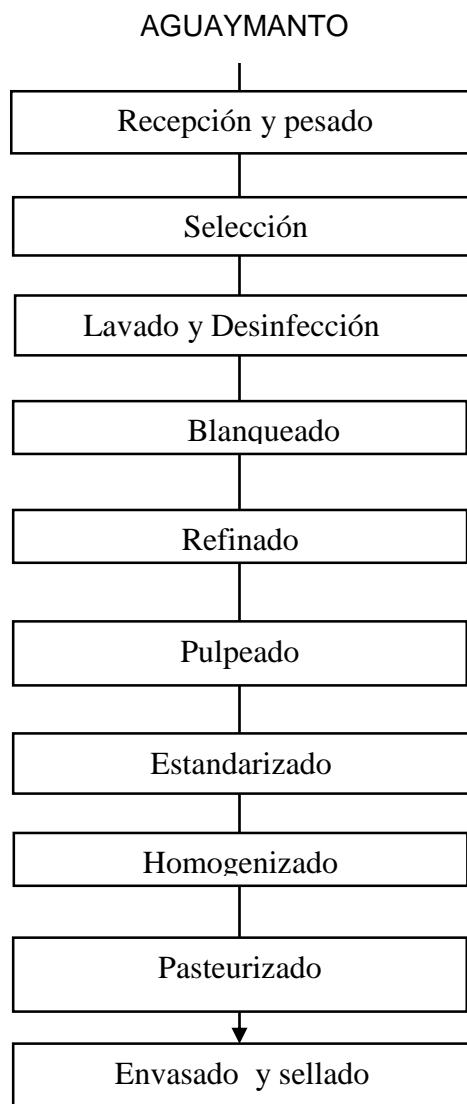 AGUAYMANTO
Recepción y pesado
Selección
Lavado y Desinfección
Blanqueado
Refinado
Pulpeado
Estandarizado
Homogenizado
Pasteurizado
Envasado y sellado